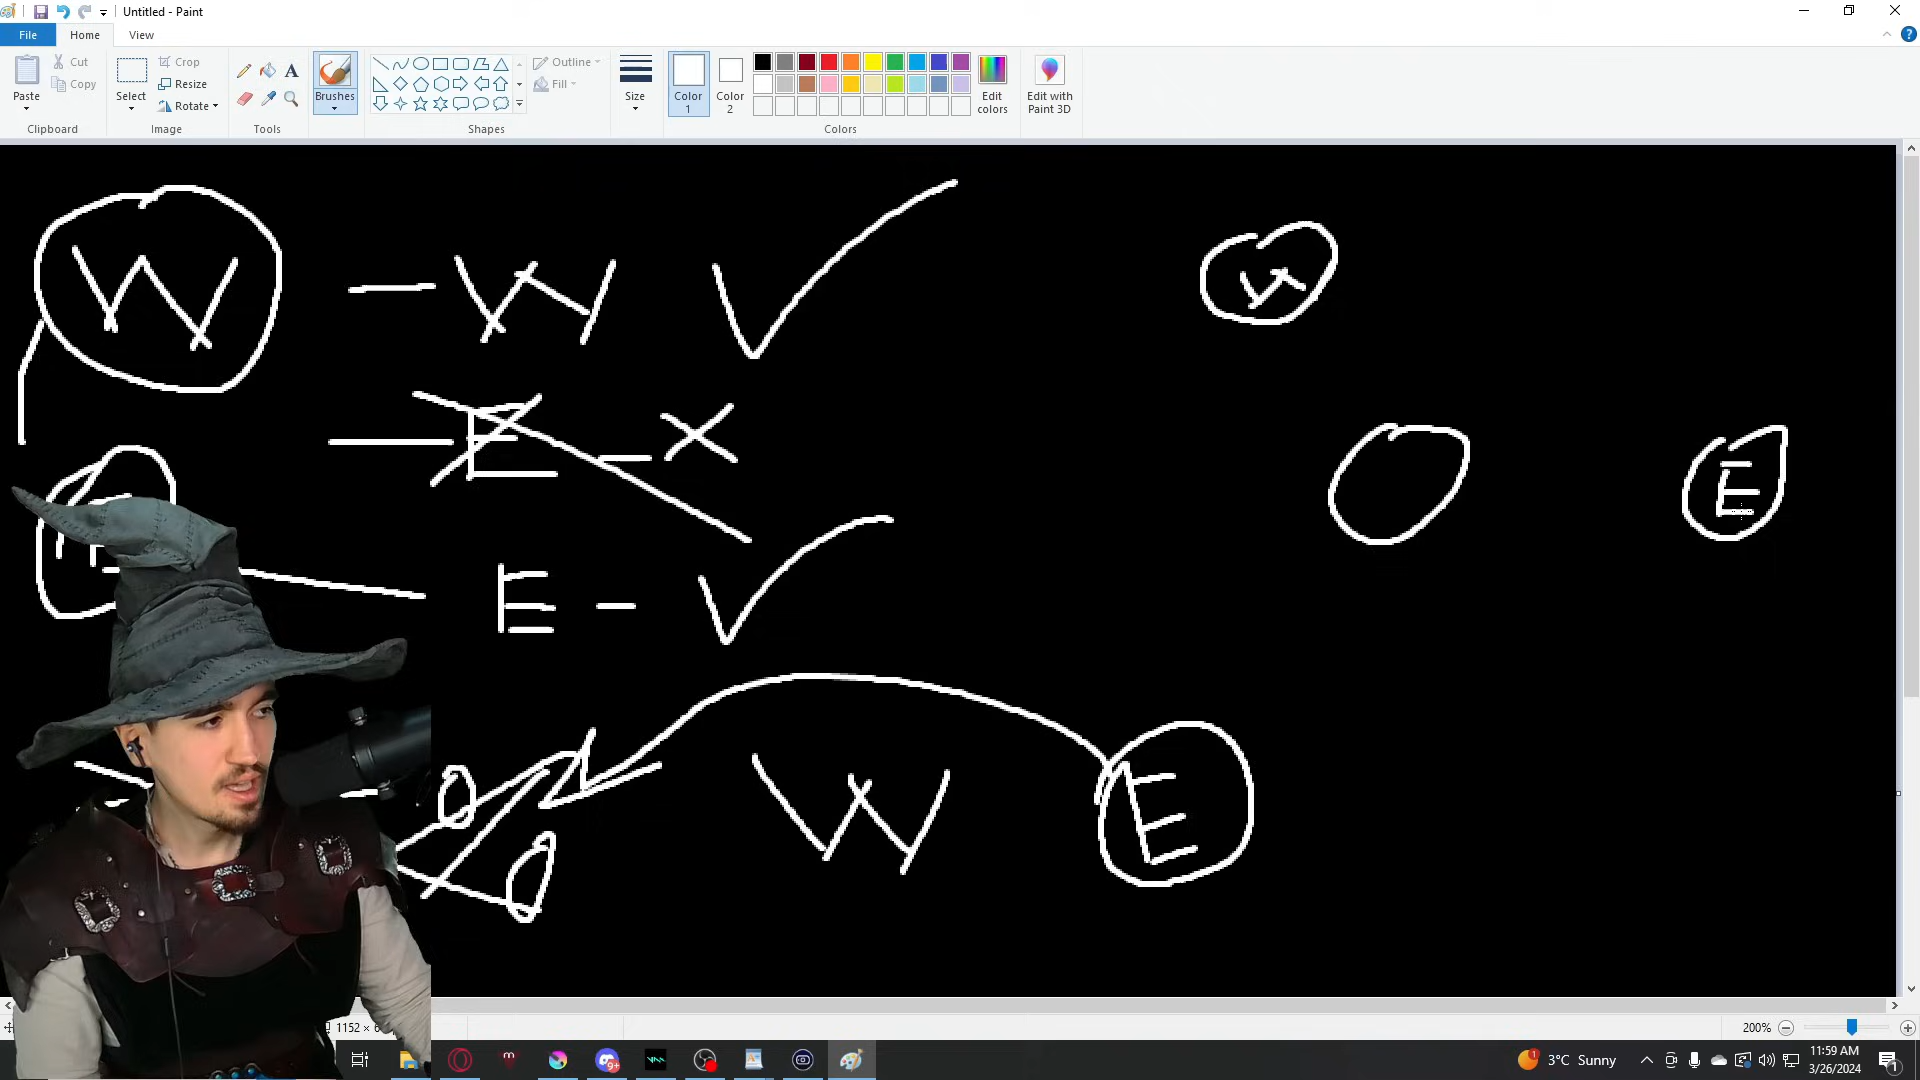 Untitled - Paint
File Home View
Cut
Copy
Paste
Clipboard
Crop
Resize
Rotate
Select
Image
Tools
Brushes
Shapes
Outline
Fill
Size
Color 1
Color 2
Edit colors
Colors
Edit with Paint 3D
W — W ✓
— E — X
E — ✓
E
W E
1152 ×
200%
3°C Sunny
11:59 AM
3/26/2024